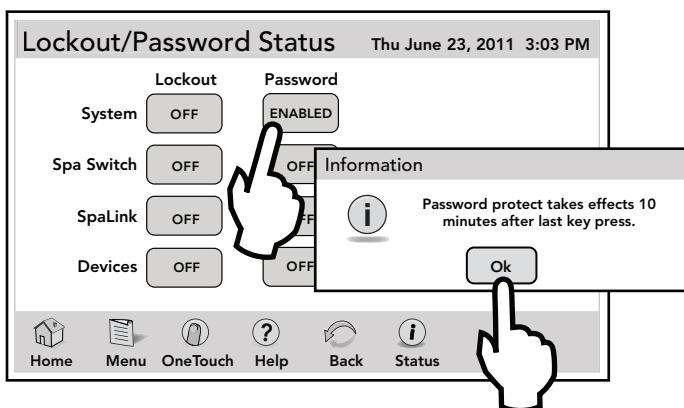 Lockout/Password Status Thu June 23, 2011 3:03 PM
Lockout Password
System OFF ENABLED
Spa Switch OFF OFF
Information
Password protect takes effects 10
minutes after last key press.
SpaLink OFF
Devices OFF OFF
Ok
Home Menu OneTouch Help Back Status